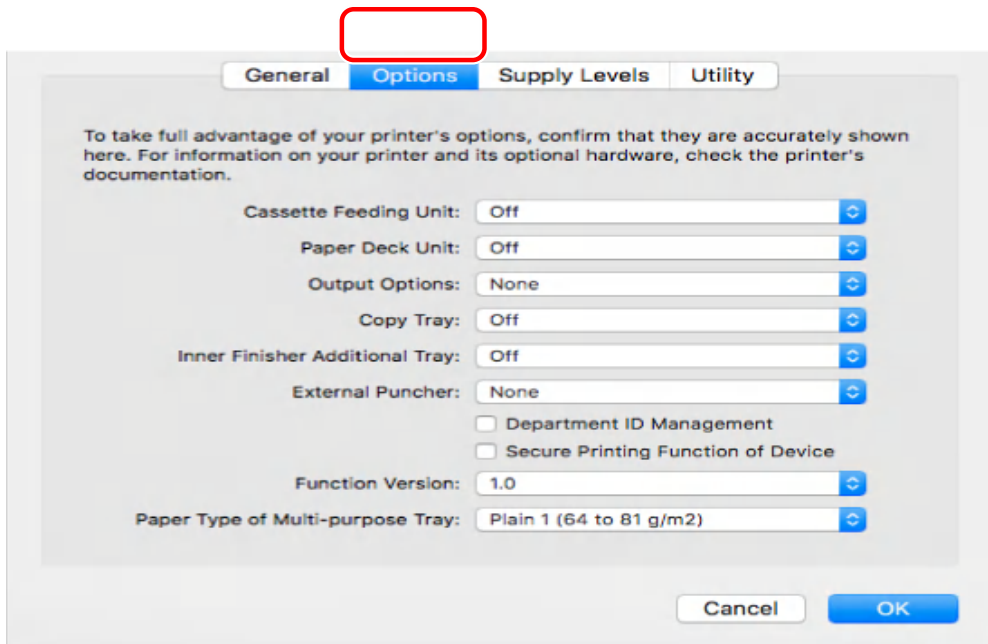 General Options Supply Levels Utility
To take full advantage of your printer's options, confirm that they are accurately shown
here. For information on your printer and its optional hardware, check the printer's
documentation.
Cassette Feeding Unit: Off
Paper Deck Unit: Off
Output Options: None
Copy Tray: Off
Inner Finisher Additional Tray: Off
External Puncher: None
Department ID Management
Secure Printing Function of Device
Function Version: 1.0
Paper Type of Multi-purpose Tray: Plain 1 (64 to 81 g/m2)
Cancel OK